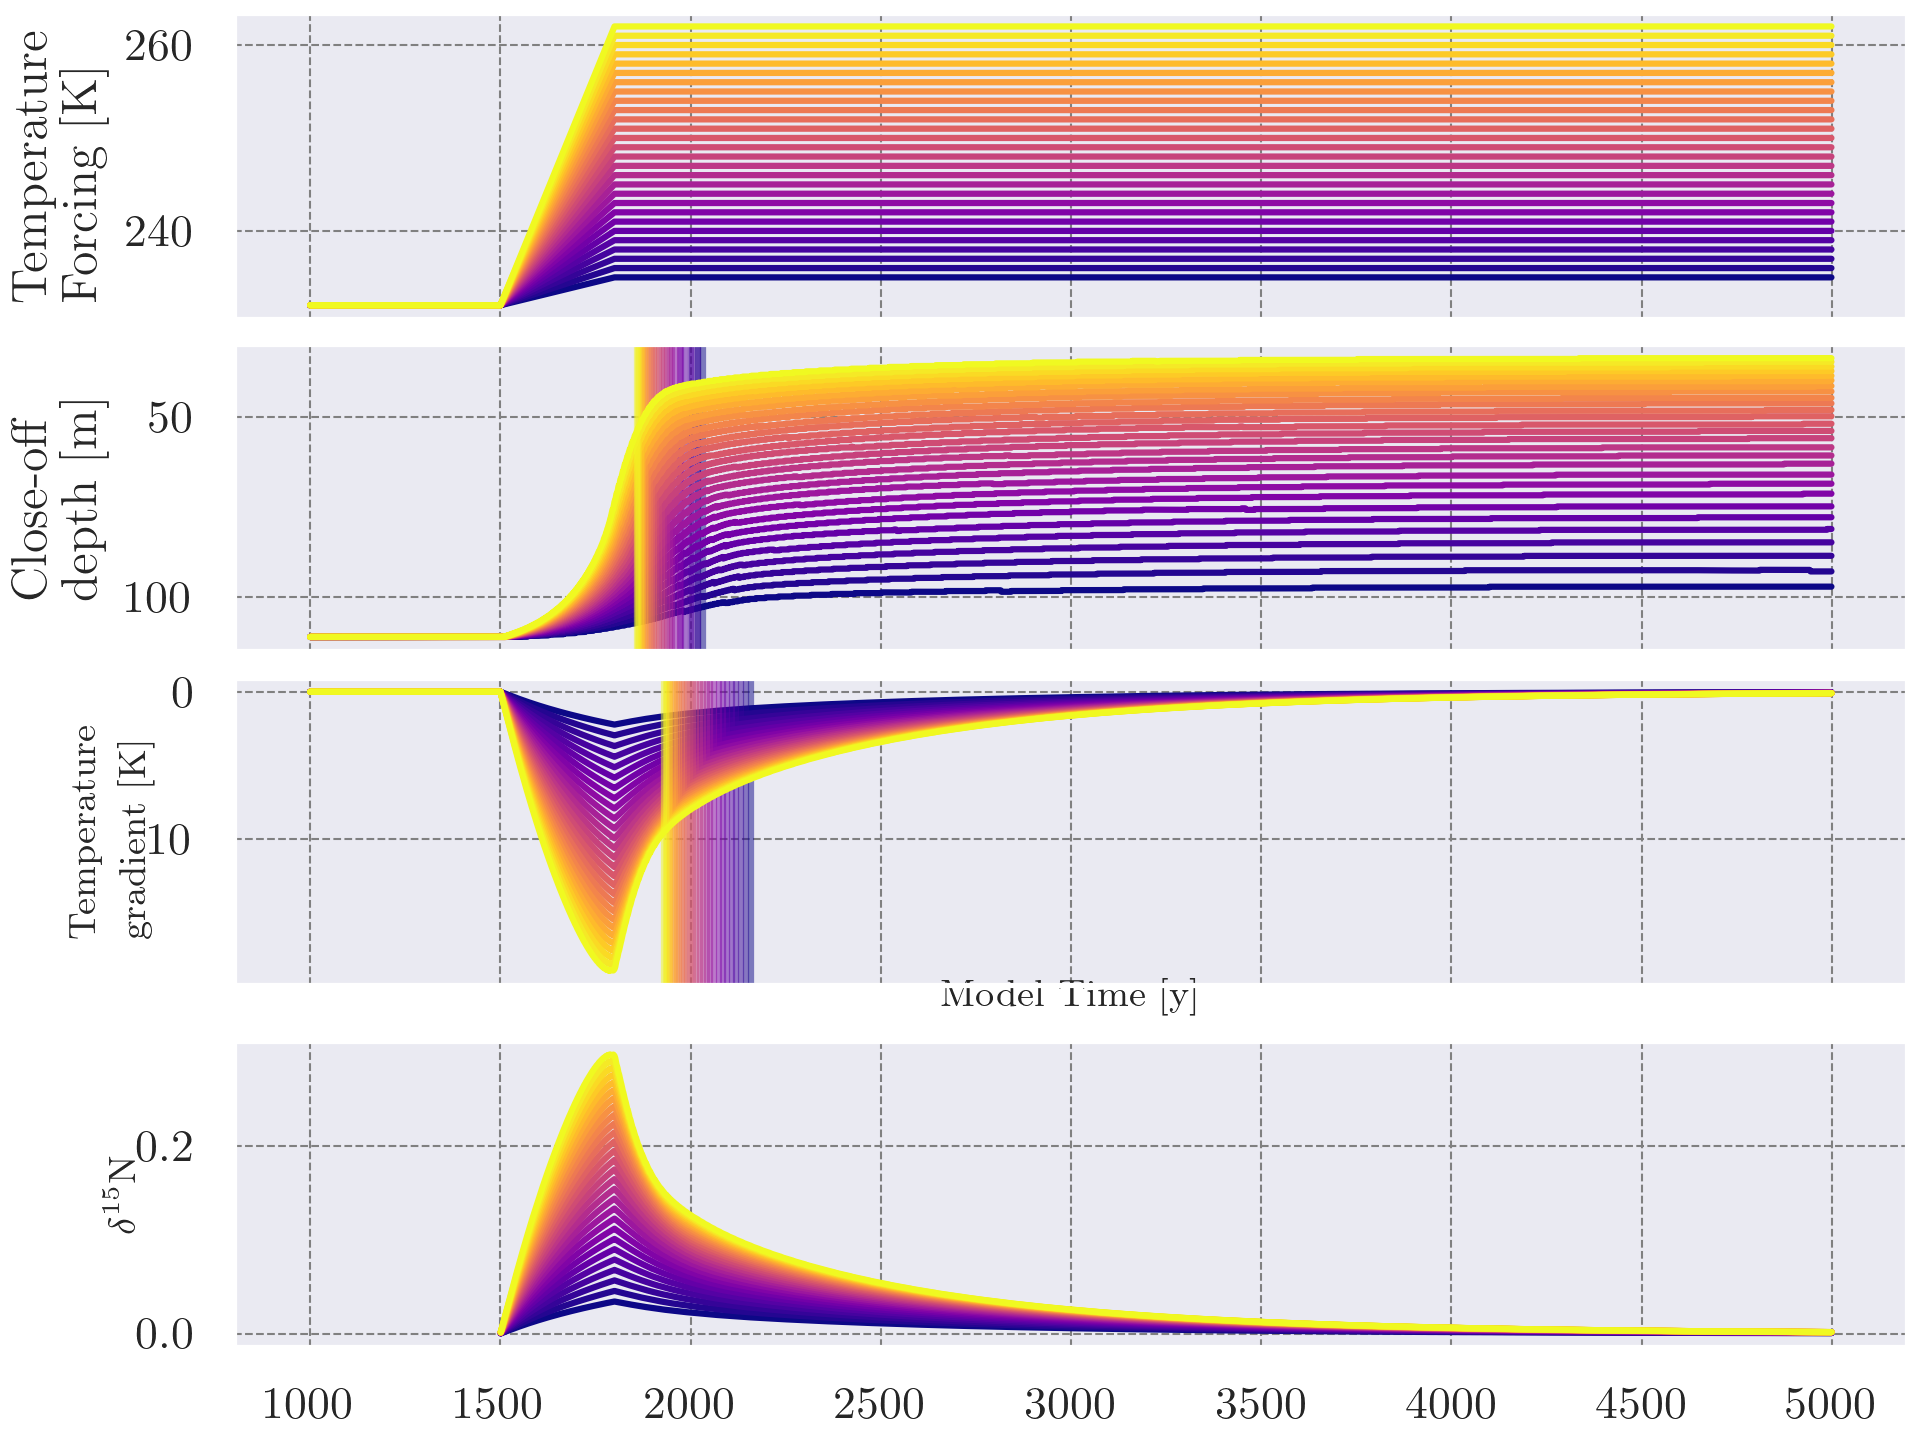 Temperature
Forcing [K]
260
240
Close-off
depth [m]
50
100
Temperature
gradient [K]
0
10
Model Time [y]
δ¹⁵N
0.2
0.0
1000 1500 2000 2500 3000 3500 4000 4500 5000